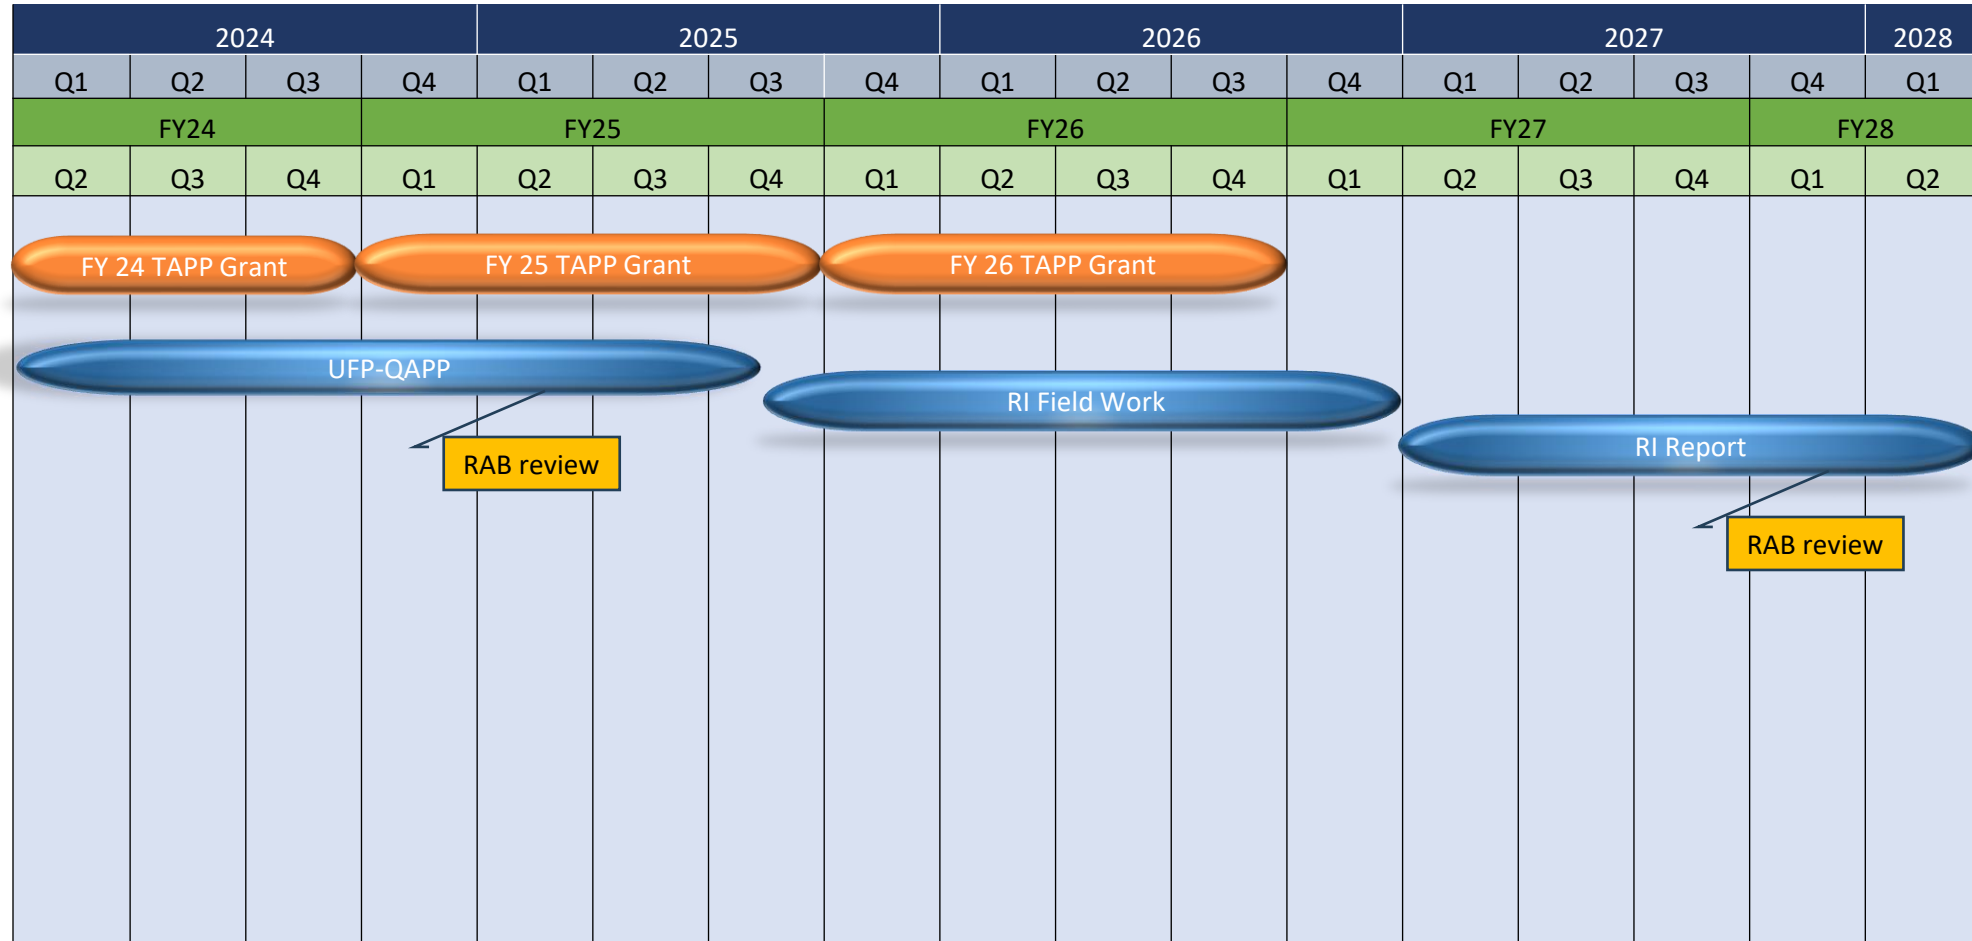 2024 2025 2026 2027 2028
Q1 Q2 Q3 Q4 Q1 Q2 Q3 Q4 Q1 Q2 Q3 Q4 Q1 Q2 Q3 Q4 Q1
FY24 FY25 FY26 FY27 FY28
Q2 Q3 Q4 Q1 Q2 Q3 Q4 Q1 Q2 Q3 Q4 Q1 Q2 Q3 Q4 Q1 Q2
FY 24 TAPP Grant FY 25 TAPP Grant FY 26 TAPP Grant
UFP-QAPP
RI Field Work
RI Report
RAB review
RAB review